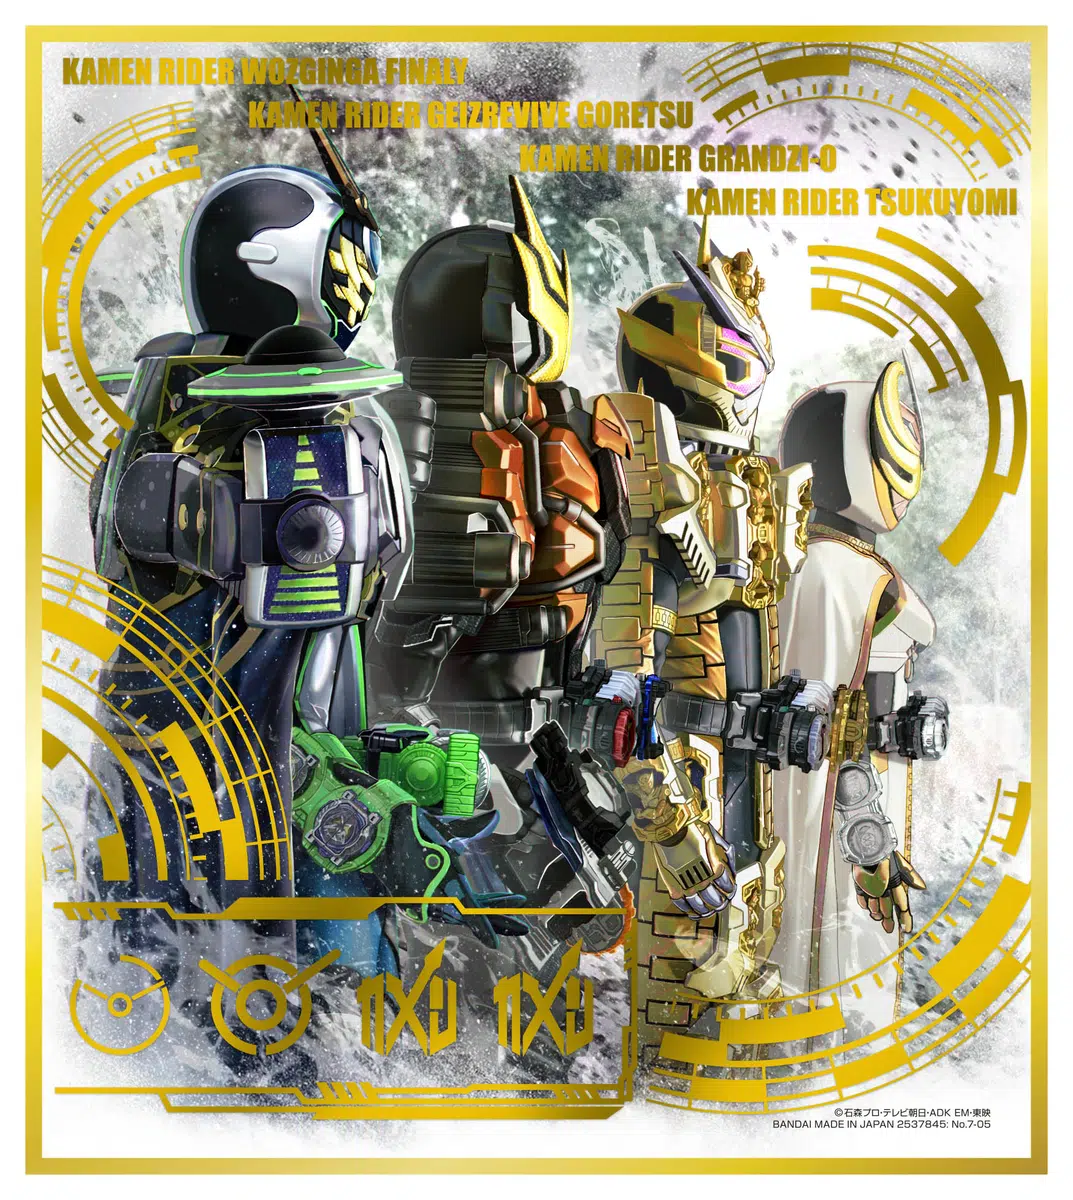 KAMEN RIDER WOZGINGA FINALY
KAMEN RIDER GEIZREVIVE GORETSU
KAMEN RIDER GRANDZI-O
KAMEN RIDER TSUKUYOMI
©石森プロ・テレビ朝日・ADK EM・東映
BANDAI MADE IN JAPAN 2537845: No.7-05